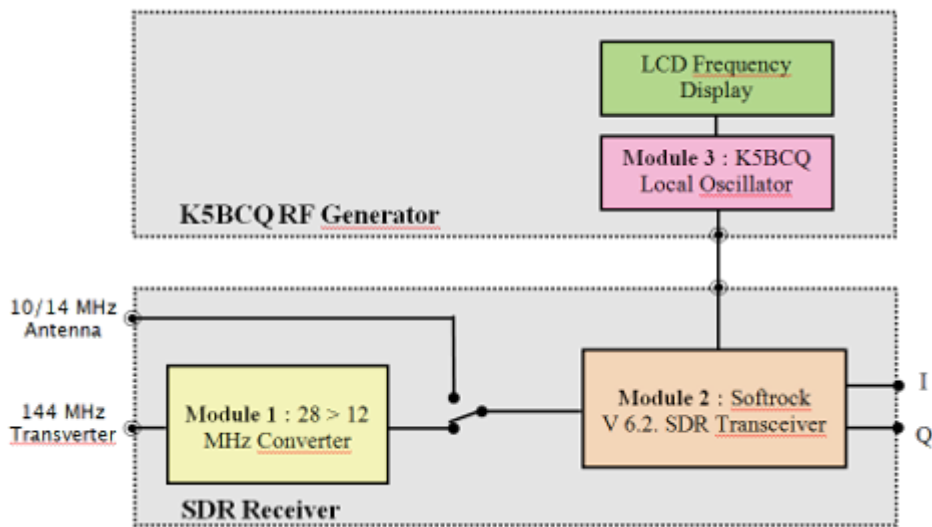 LCD Frequency
Display
Module 3 : K5BCQ
Local Oscillator
K5BCQ RF Generator
10/14 MHz
Antenna
144 MHz
Transverter
Module 1 : 28 > 12
MHz Converter
Module 2 : Softrock
V 6.2. SDR Transceiver
I
Q
SDR Receiver